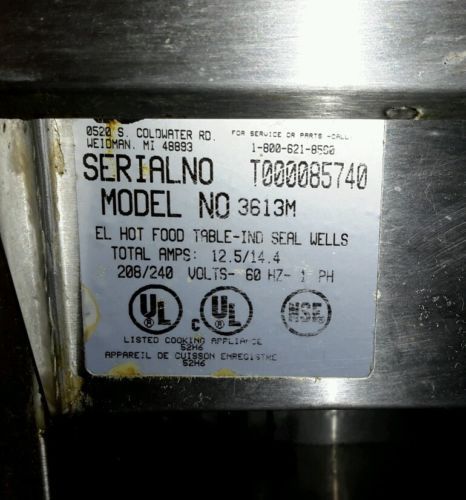 0520 S. COLDWATER RD.
WEIDMAN, MI 48893
FOR SERVICE OR PARTS -CALL
1-800-621-8560
SERIAL NO T000085740
MODEL NO 3613M
EL HOT FOOD TABLE-IND SEAL WELLS
TOTAL AMPS: 12.5/14.4
208/240 VOLTS- 60 HZ- 1 PH
UL ® C UL ® NSF
LISTED COOKING APPLIANCE
52H6
APPAREIL DE CUISSON ENREGISTRE
52H6